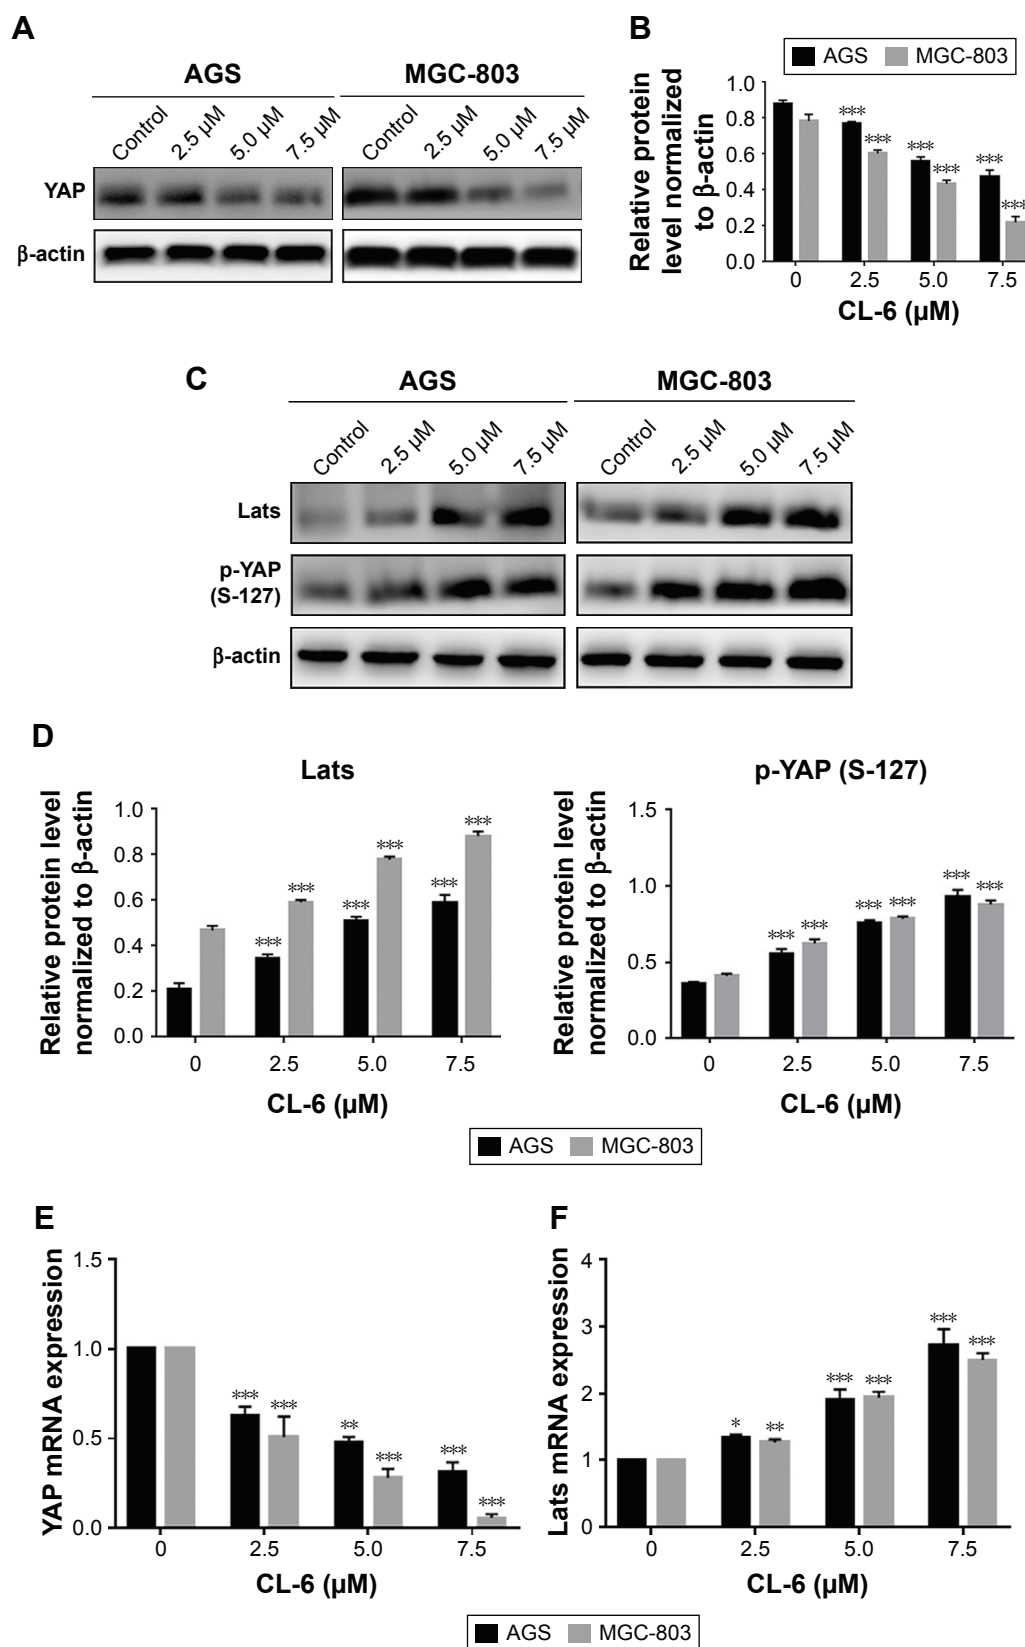 A
AGS MGC-803
Control 2.5 µM 5.0 µM 7.5 µM Control 2.5 µM 5.0 µM 7.5 µM
YAP
β-actin
B
AGS MGC-803
Relative protein
level normalized
to β-actin
0.0 0.2 0.4 0.6 0.8 1.0
*** *** *** *** *** ***
0 2.5 5.0 7.5
CL-6 (µM)
C
AGS MGC-803
Control 2.5 µM 5.0 µM 7.5 µM Control 2.5 µM 5.0 µM 7.5 µM
Lats
p-YAP
(S-127)
β-actin
D
Lats
Relative protein level
normalized to β-actin
0.0 0.2 0.4 0.6 0.8 1.0
*** *** *** *** *** ***
0 2.5 5.0 7.5
CL-6 (µM)
p-YAP (S-127)
Relative protein level
normalized to β-actin
0.0 0.5 1.0 1.5
*** *** *** *** *** ***
0 2.5 5.0 7.5
CL-6 (µM)
AGS MGC-803
E
YAP mRNA expression
0.0 0.5 1.0 1.5
*** *** ** *** *** ***
0 2.5 5.0 7.5
CL-6 (µM)
F
Lats mRNA expression
0 1 2 3 4
* ** *** *** *** ***
0 2.5 5.0 7.5
CL-6 (µM)
AGS MGC-803